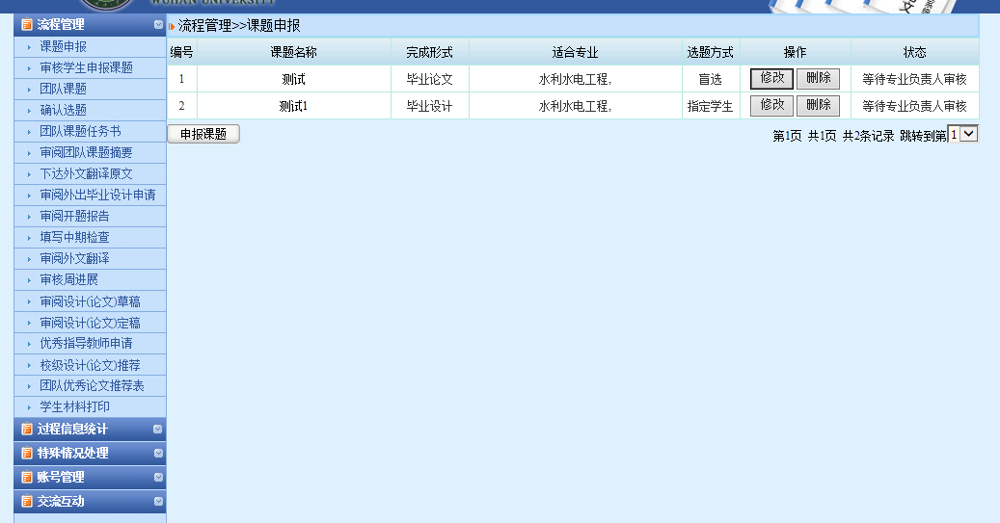 WUHAN UNIVERSITY
流程管理
流程管理>>课题申报
课题申报
审核学生申报课题
团队课题
确认选题
团队课题任务书
审阅团队课题摘要
下达外文翻译原文
审阅外出毕业设计申请
审阅开题报告
填写中期检查
审阅外文翻译
审核周进展
审阅设计(论文)草稿
审阅设计(论文)定稿
优秀指导教师申请
校级设计(论文)推荐
团队优秀论文推荐表
学生材料打印
过程信息统计
特殊情况处理
账号管理
交流互动
编号 课题名称 完成形式 适合专业 选题方式 操作 状态
1 测试 毕业论文 水利水电工程, 盲选 修改 删除 等待专业负责人审核
2 测试1 毕业设计 水利水电工程, 指定学生 修改 删除 等待专业负责人审核
申报课题 第1页 共1页 共2条记录 跳转到第 1